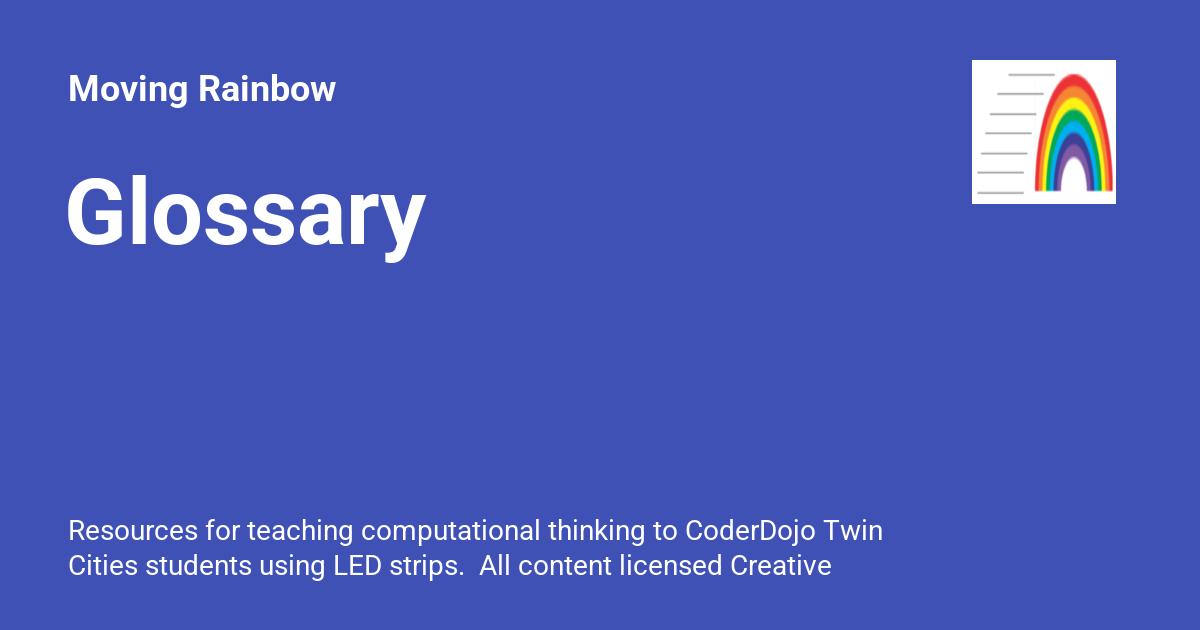 Moving Rainbow
Glossary
Resources for teaching computational thinking to CoderDojo Twin
Cities students using LED strips.  All content licensed Creative